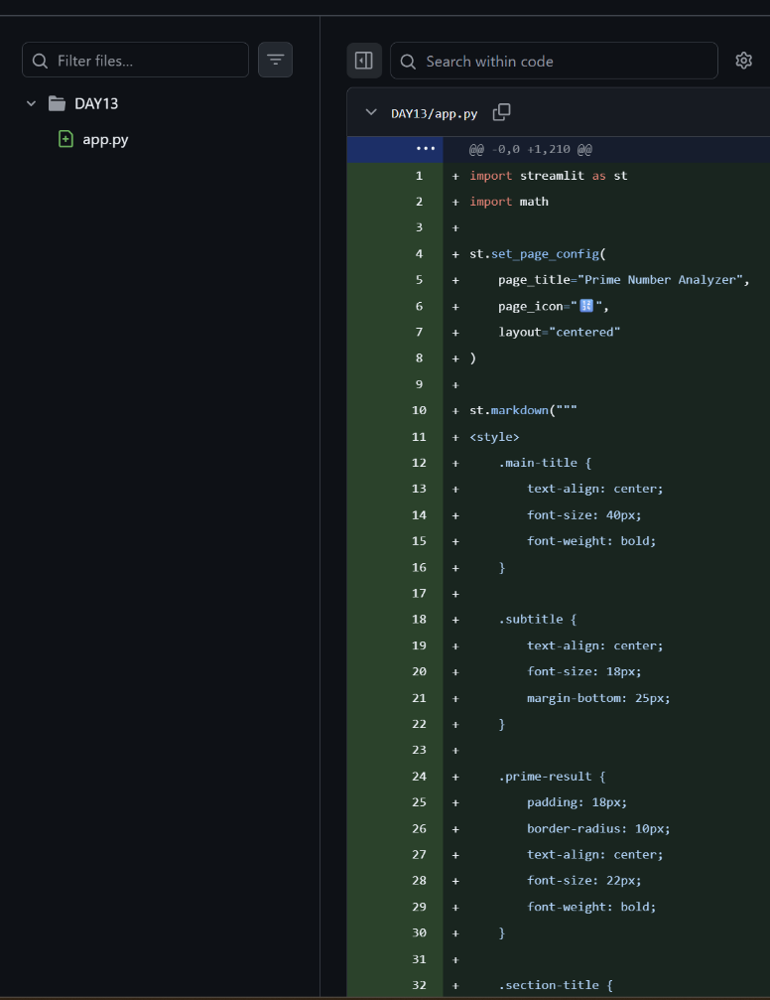 Filter files...
DAY13
app.py
Search within code
DAY13/app.py
... @@ -0,0 +1,210 @@
1 + import streamlit as st
2 + import math
3 +
4 + st.set_page_config(
5 +     page_title="Prime Number Analyzer",
6 +     page_icon="🔢",
7 +     layout="centered"
8 + )
9 +
10 + st.markdown("""
11 + <style>
12 +     .main-title {
13 +         text-align: center;
14 +         font-size: 40px;
15 +         font-weight: bold;
16 +     }
17 +
18 +     .subtitle {
19 +         text-align: center;
20 +         font-size: 18px;
21 +         margin-bottom: 25px;
22 +     }
23 +
24 +     .prime-result {
25 +         padding: 18px;
26 +         border-radius: 10px;
27 +         text-align: center;
28 +         font-size: 22px;
29 +         font-weight: bold;
30 +     }
31 +
32 +     .section-title {